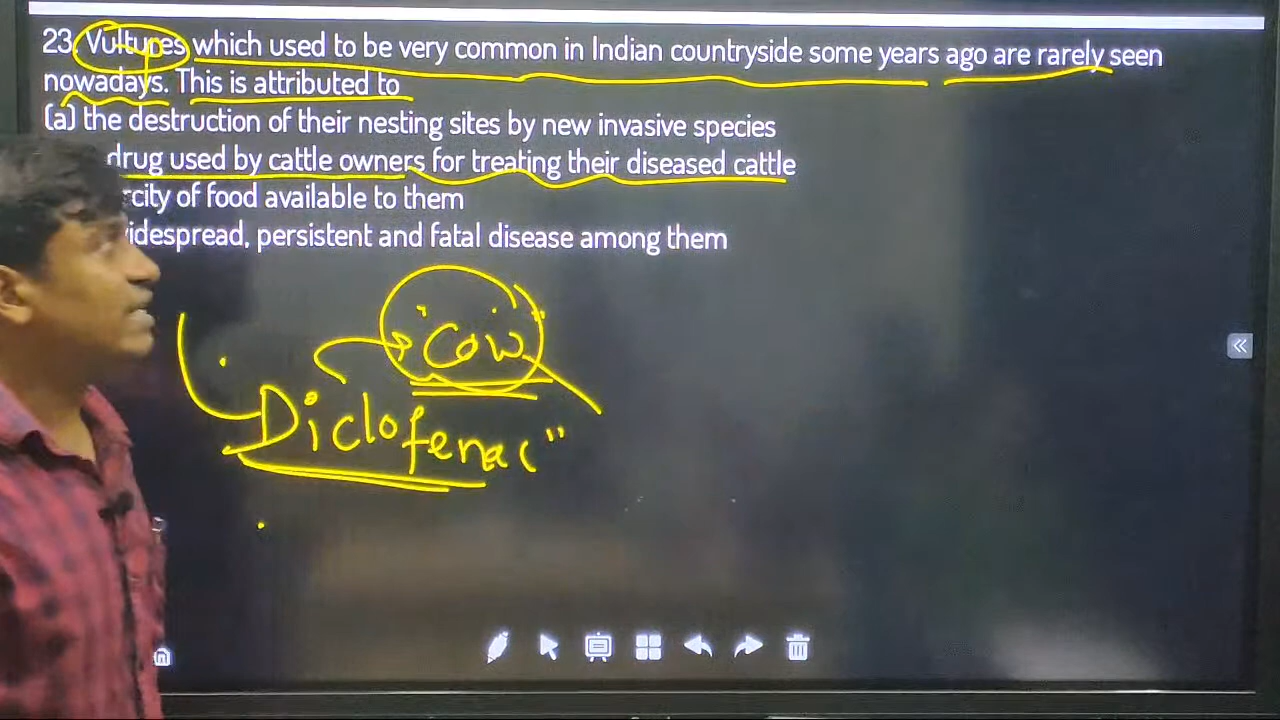 23. Vultures which used to be very common in Indian countryside some years ago are rarely seen
nowadays. This is attributed to
(a) the destruction of their nesting sites by new invasive species
drug used by cattle owners for treating their diseased cattle
rcity of food available to them
idespread, persistent and fatal disease among them
"Cow"
Diclofenac"